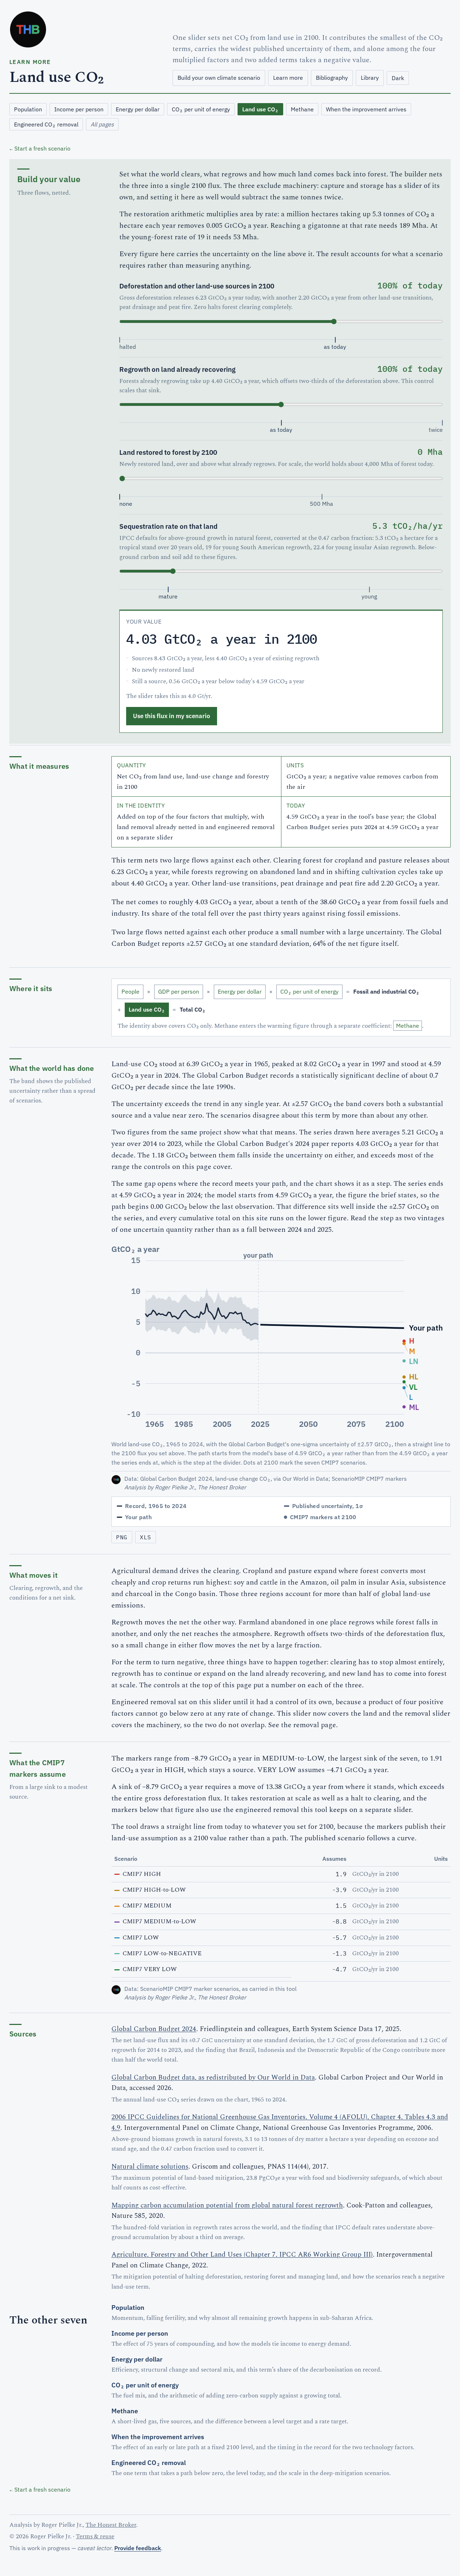 THB
LEARN MORE
Land use CO₂
One slider sets net CO₂ from land use in 2100. It contributes the smallest of the CO₂
terms, carries the widest published uncertainty of them, and alone among the four
multiplied factors and two added terms takes a negative value.
Build your own climate scenario
Learn more
Bibliography
Library
Dark
Population
Income per person
Energy per dollar
CO₂ per unit of energy
Land use CO₂
Methane
When the improvement arrives
Engineered CO₂ removal
All pages
← Start a fresh scenario
Build your value
Three flows, netted.
Set what the world clears, what regrows and how much land comes back into forest. The builder nets
the three into a single 2100 flux. The three exclude machinery: capture and storage has a slider of its
own, and setting it here as well would subtract the same tonnes twice.
The restoration arithmetic multiplies area by rate: a million hectares taking up 5.3 tonnes of CO₂ a
hectare each year removes 0.005 GtCO₂ a year. Reaching a gigatonne at that rate needs 189 Mha. At
the young-forest rate of 19 it needs 53 Mha.
Every figure here carries the uncertainty on the line above it. The result accounts for what a scenario
requires rather than measuring anything.
Deforestation and other land-use sources in 2100
100% of today
Gross deforestation releases 6.23 GtCO₂ a year today, with another 2.20 GtCO₂ a year from other land-use transitions,
peat drainage and peat fire. Zero halts forest clearing completely.
halted
as today
Regrowth on land already recovering
100% of today
Forests already regrowing take up 4.40 GtCO₂ a year, which offsets two-thirds of the deforestation above. This control
scales that sink.
as today
twice
Land restored to forest by 2100
0 Mha
Newly restored land, over and above what already regrows. For scale, the world holds about 4,000 Mha of forest today.
none
500 Mha
Sequestration rate on that land
5.3 tCO₂/ha/yr
IPCC defaults for above-ground growth in natural forest, converted at the 0.47 carbon fraction: 5.3 tCO₂ a hectare for a
tropical stand over 20 years old, 19 for young South American regrowth, 22.4 for young insular Asian regrowth. Below-
ground carbon and soil add to these figures.
mature
young
YOUR VALUE
4.03 GtCO₂ a year in 2100
Sources 8.43 GtCO₂ a year, less 4.40 GtCO₂ a year of existing regrowth
No newly restored land
Still a source, 0.56 GtCO₂ a year below today's 4.59 GtCO₂ a year
The slider takes this as 4.0 Gt/yr.
Use this flux in my scenario
What it measures
QUANTITY
Net CO₂ from land use, land-use change and forestry
in 2100
UNITS
GtCO₂ a year; a negative value removes carbon from
the air
IN THE IDENTITY
Added on top of the four factors that multiply, with
land removal already netted in and engineered removal
on a separate slider
TODAY
4.59 GtCO₂ a year in the tool's base year; the Global
Carbon Budget series puts 2024 at 4.59 GtCO₂ a year
This term nets two large flows against each other. Clearing forest for cropland and pasture releases about
6.23 GtCO₂ a year, while forests regrowing on abandoned land and in shifting cultivation cycles take up
about 4.40 GtCO₂ a year. Other land-use transitions, peat drainage and peat fire add 2.20 GtCO₂ a year.
The net comes to roughly 4.03 GtCO₂ a year, about a tenth of the 38.60 GtCO₂ a year from fossil fuels and
industry. Its share of the total fell over the past thirty years against rising fossil emissions.
Two large flows netted against each other produce a small number with a large uncertainty. The Global
Carbon Budget reports ±2.57 GtCO₂ at one standard deviation, 64% of the net figure itself.
Where it sits
People × GDP per person × Energy per dollar × CO₂ per unit of energy = Fossil and industrial CO₂
+ Land use CO₂ = Total CO₂
The identity above covers CO₂ only. Methane enters the warming figure through a separate coefficient: Methane.
What the world has done
The band shows the published
uncertainty rather than a spread
of scenarios.
Land-use CO₂ stood at 6.39 GtCO₂ a year in 1965, peaked at 8.02 GtCO₂ a year in 1997 and stood at 4.59
GtCO₂ a year in 2024. The Global Carbon Budget records a statistically significant decline of about 0.7
GtCO₂ per decade since the late 1990s.
The uncertainty exceeds the trend in any single year. At ±2.57 GtCO₂ the band covers both a substantial
source and a value near zero. The scenarios disagree about this term by more than about any other.
Two figures from the same project show what that means. The series drawn here averages 5.21 GtCO₂ a
year over 2014 to 2023, while the Global Carbon Budget's 2024 paper reports 4.03 GtCO₂ a year for that
decade. The 1.18 GtCO₂ between them falls inside the uncertainty on either, and exceeds most of the
range the controls on this page cover.
The same gap opens where the record meets your path, and the chart shows it as a step. The series ends
at 4.59 GtCO₂ a year in 2024; the model starts from 4.59 GtCO₂ a year, the figure the brief states, so the
path begins 0.00 GtCO₂ below the last observation. That difference sits well inside the ±2.57 GtCO₂ on
the series, and every cumulative total on this site runs on the lower figure. Read the step as two vintages
of one uncertain quantity rather than as a fall between 2024 and 2025.
GtCO₂ a year
your path
15
10
5
0
-5
-10
1965
1985
2005
2025
2050
2075
2100
Your path
H
M
LN
HL
VL
L
ML
World land-use CO₂, 1965 to 2024, with the Global Carbon Budget's one-sigma uncertainty of ±2.57 GtCO₂, then a straight line to
the 2100 flux you set above. The path starts from the model's base of 4.59 GtCO₂ a year rather than from the 4.59 GtCO₂ a year
the series ends at, which is the step at the divider. Dots at 2100 mark the seven CMIP7 scenarios.
Data: Global Carbon Budget 2024, land-use change CO₂, via Our World in Data; ScenarioMIP CMIP7 markers
Analysis by Roger Pielke Jr., The Honest Broker
Record, 1965 to 2024
Published uncertainty, 1σ
Your path
CMIP7 markers at 2100
PNG
XLS
What moves it
Clearing, regrowth, and the
conditions for a net sink.
Agricultural demand drives the clearing. Cropland and pasture expand where forest converts most
cheaply and crop returns run highest: soy and cattle in the Amazon, oil palm in insular Asia, subsistence
and charcoal in the Congo basin. Those three regions account for more than half of global land-use
emissions.
Regrowth moves the net the other way. Farmland abandoned in one place regrows while forest falls in
another, and only the net reaches the atmosphere. Regrowth offsets two-thirds of the deforestation flux,
so a small change in either flow moves the net by a large fraction.
For the term to turn negative, three things have to happen together: clearing has to stop almost entirely,
regrowth has to continue or expand on the land already recovering, and new land has to come into forest
at scale. The controls at the top of this page put a number on each of the three.
Engineered removal sat on this slider until it had a control of its own, because a product of four positive
factors cannot go below zero at any rate of change. This slider now covers the land and the removal slider
covers the machinery, so the two do not overlap. See the removal page.
What the CMIP7
markers assume
From a large sink to a modest
source.
The markers range from −8.79 GtCO₂ a year in MEDIUM-to-LOW, the largest sink of the seven, to 1.91
GtCO₂ a year in HIGH, which stays a source. VERY LOW assumes −4.71 GtCO₂ a year.
A sink of −8.79 GtCO₂ a year requires a move of 13.38 GtCO₂ a year from where it stands, which exceeds
the entire gross deforestation flux. It takes restoration at scale as well as a halt to clearing, and the
markers below that figure also use the engineered removal this tool keeps on a separate slider.
The tool draws a straight line from today to whatever you set for 2100, because the markers publish their
land-use assumption as a 2100 value rather than a path. The published scenario follows a curve.
Scenario
Assumes
Units
CMIP7 HIGH 1.9 GtCO₂/yr in 2100
CMIP7 HIGH-to-LOW -3.9 GtCO₂/yr in 2100
CMIP7 MEDIUM 1.5 GtCO₂/yr in 2100
CMIP7 MEDIUM-to-LOW -8.8 GtCO₂/yr in 2100
CMIP7 LOW -5.7 GtCO₂/yr in 2100
CMIP7 LOW-to-NEGATIVE -1.3 GtCO₂/yr in 2100
CMIP7 VERY LOW -4.7 GtCO₂/yr in 2100
Data: ScenarioMIP CMIP7 marker scenarios, as carried in this tool
Analysis by Roger Pielke Jr., The Honest Broker
Sources
Global Carbon Budget 2024. Friedlingstein and colleagues, Earth System Science Data 17, 2025.
The net land-use flux and its ±0.7 GtC uncertainty at one standard deviation, the 1.7 GtC of gross deforestation and 1.2 GtC of
regrowth for 2014 to 2023, and the finding that Brazil, Indonesia and the Democratic Republic of the Congo contribute more
than half the world total.
Global Carbon Budget data, as redistributed by Our World in Data. Global Carbon Project and Our World in
Data, accessed 2026.
The annual land-use CO₂ series drawn on the chart, 1965 to 2024.
2006 IPCC Guidelines for National Greenhouse Gas Inventories, Volume 4 (AFOLU), Chapter 4, Tables 4.3 and
4.9. Intergovernmental Panel on Climate Change, National Greenhouse Gas Inventories Programme, 2006.
Above-ground biomass growth in natural forests, 3.1 to 13 tonnes of dry matter a hectare a year depending on ecozone and
stand age, and the 0.47 carbon fraction used to convert it.
Natural climate solutions. Griscom and colleagues, PNAS 114(44), 2017.
The maximum potential of land-based mitigation, 23.8 PgCO₂e a year with food and biodiversity safeguards, of which about
half counts as cost-effective.
Mapping carbon accumulation potential from global natural forest regrowth. Cook-Patton and colleagues,
Nature 585, 2020.
The hundred-fold variation in regrowth rates across the world, and the finding that IPCC default rates understate above-
ground accumulation by about a third on average.
Agriculture, Forestry and Other Land Uses (Chapter 7, IPCC AR6 Working Group III). Intergovernmental
Panel on Climate Change, 2022.
The mitigation potential of halting deforestation, restoring forest and managing land, and how the scenarios reach a negative
land-use term.
The other seven
Population
Momentum, falling fertility, and why almost all remaining growth happens in sub-Saharan Africa.
Income per person
The effect of 75 years of compounding, and how the models tie income to energy demand.
Energy per dollar
Efficiency, structural change and sectoral mix, and this term's share of the decarbonisation on record.
CO₂ per unit of energy
The fuel mix, and the arithmetic of adding zero-carbon supply against a growing total.
Methane
A short-lived gas, five sources, and the difference between a level target and a rate target.
When the improvement arrives
The effect of an early or late path at a fixed 2100 level, and the timing in the record for the two technology factors.
Engineered CO₂ removal
The one term that takes a path below zero, the level today, and the scale in the deep-mitigation scenarios.
← Start a fresh scenario
Analysis by Roger Pielke Jr., The Honest Broker.
© 2026 Roger Pielke Jr. · Terms & reuse
This is work in progress — caveat lector. Provide feedback.